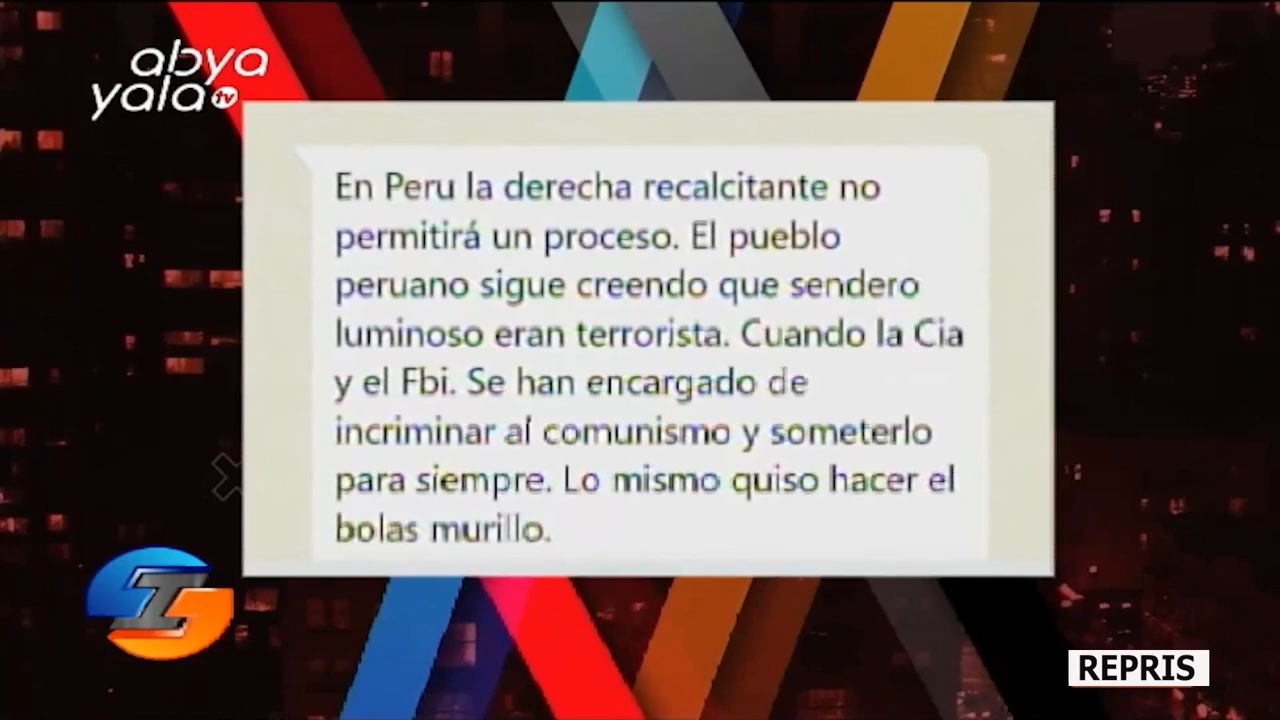 abya
yala tv
En Peru la derecha recalcitante no
permitirá un proceso. El pueblo
peruano sigue creendo que sendero
luminoso eran terrorista. Cuando la Cia
y el Fbi. Se han encargado de
incriminar al comunismo y someterlo
para siempre. Lo mismo quiso hacer el
bolas murillo.
REPRIS